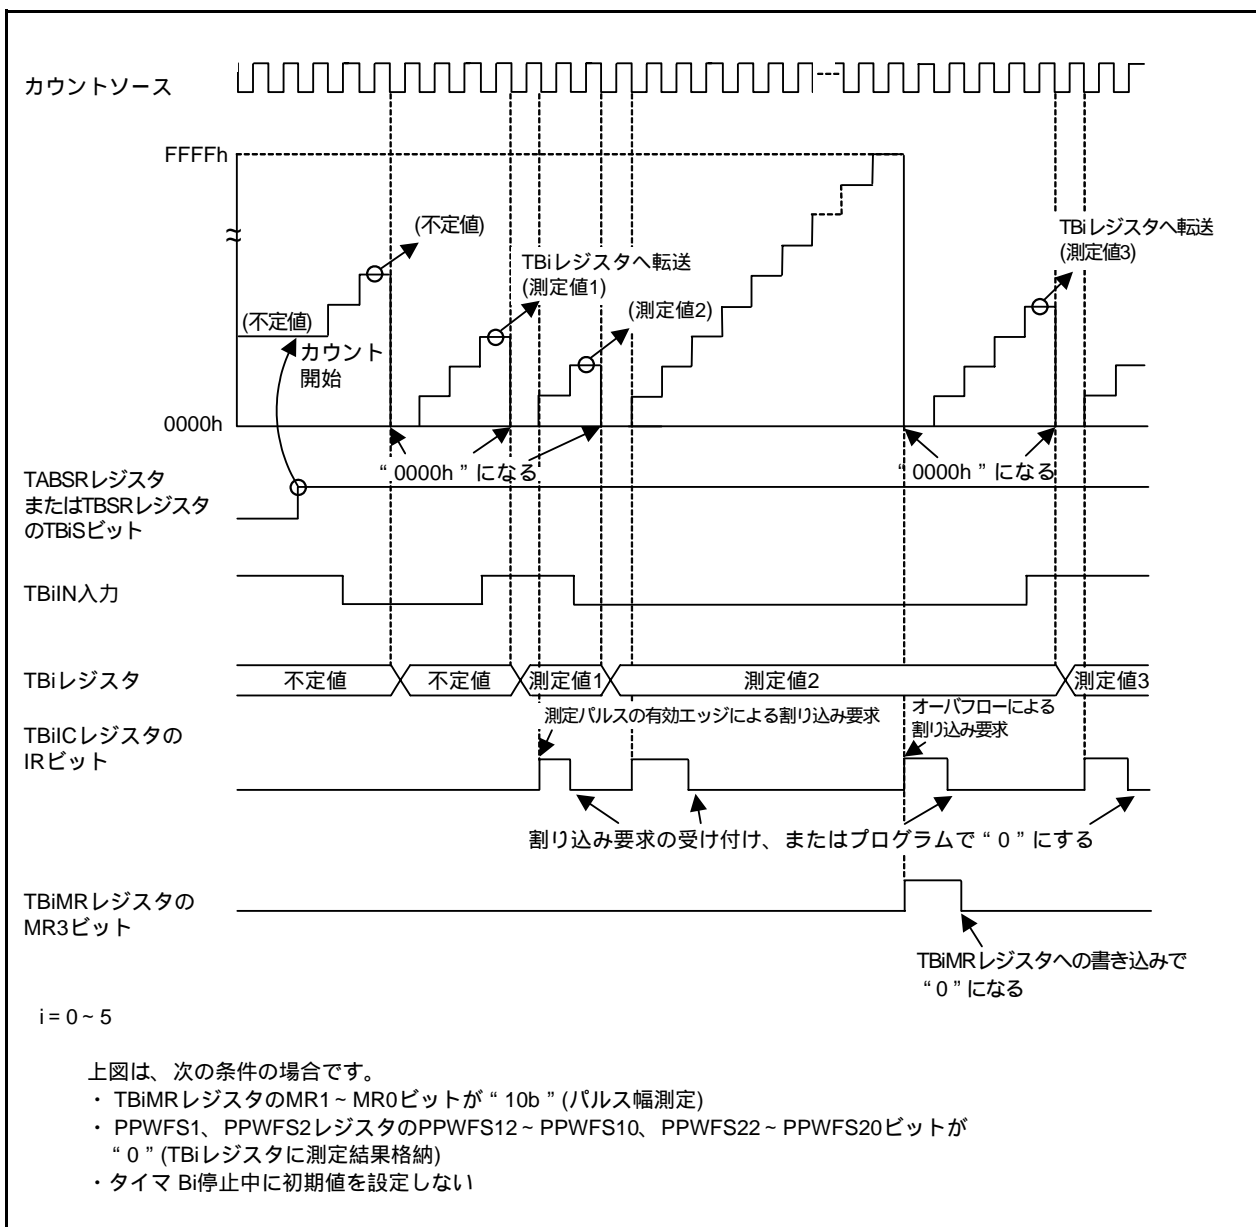 カウントソース
FFFFh
(不定値)
TBiレジスタへ転送
(測定値1)
TBiレジスタへ転送
(測定値3)
(測定値2)
(不定値)
カウント
開始
0000h
“ 0000h ” になる
“ 0000h ” になる
TABSRレジスタ
またはTBSRレジスタ
のTBiSビット
TBiIN入力
TBiレジスタ
不定値
不定値
測定値1
測定値2
測定値3
測定パルスの有効エッジによる割り込み要求
オーバフローによる
割り込み要求
TBiICレジスタの
IRビット
割り込み要求の受け付け、またはプログラムで “ 0 ” にする
TBiMRレジスタの
MR3ビット
TBiMRレジスタへの書き込みで
“ 0 ” になる
i = 0 ~ 5
上図は、次の条件の場合です。
・ TBiMRレジスタのMR1 ~ MR0ビットが “ 10b ” (パルス幅測定)
・ PPWFS1、PPWFS2レジスタのPPWFS12 ~ PPWFS10、PPWFS22 ~ PPWFS20ビットが
“ 0 ” (TBiレジスタに測定結果格納)
・タイマ Bi停止中に初期値を設定しない